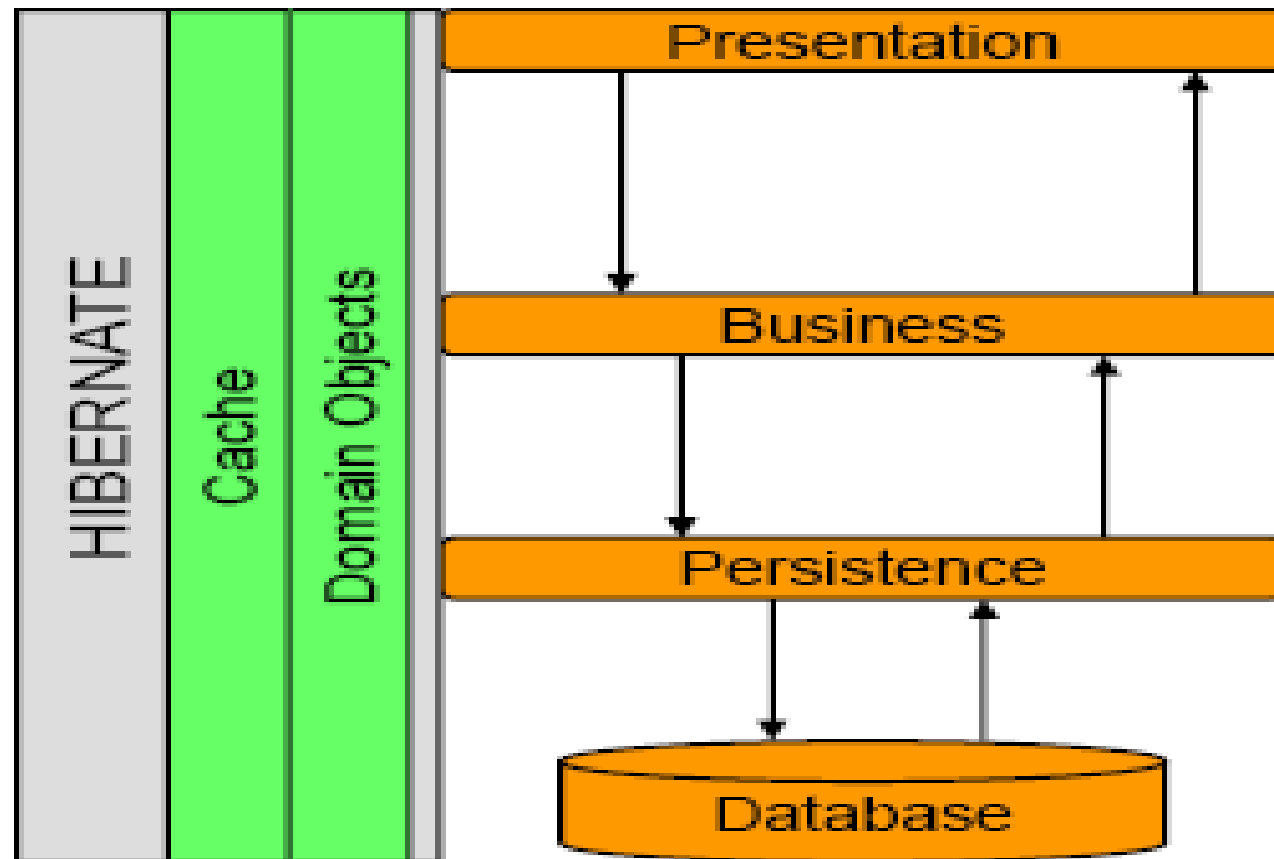 HIBERNATE
Cache
Domain Objects
Presentation
Business
Persistence
Database